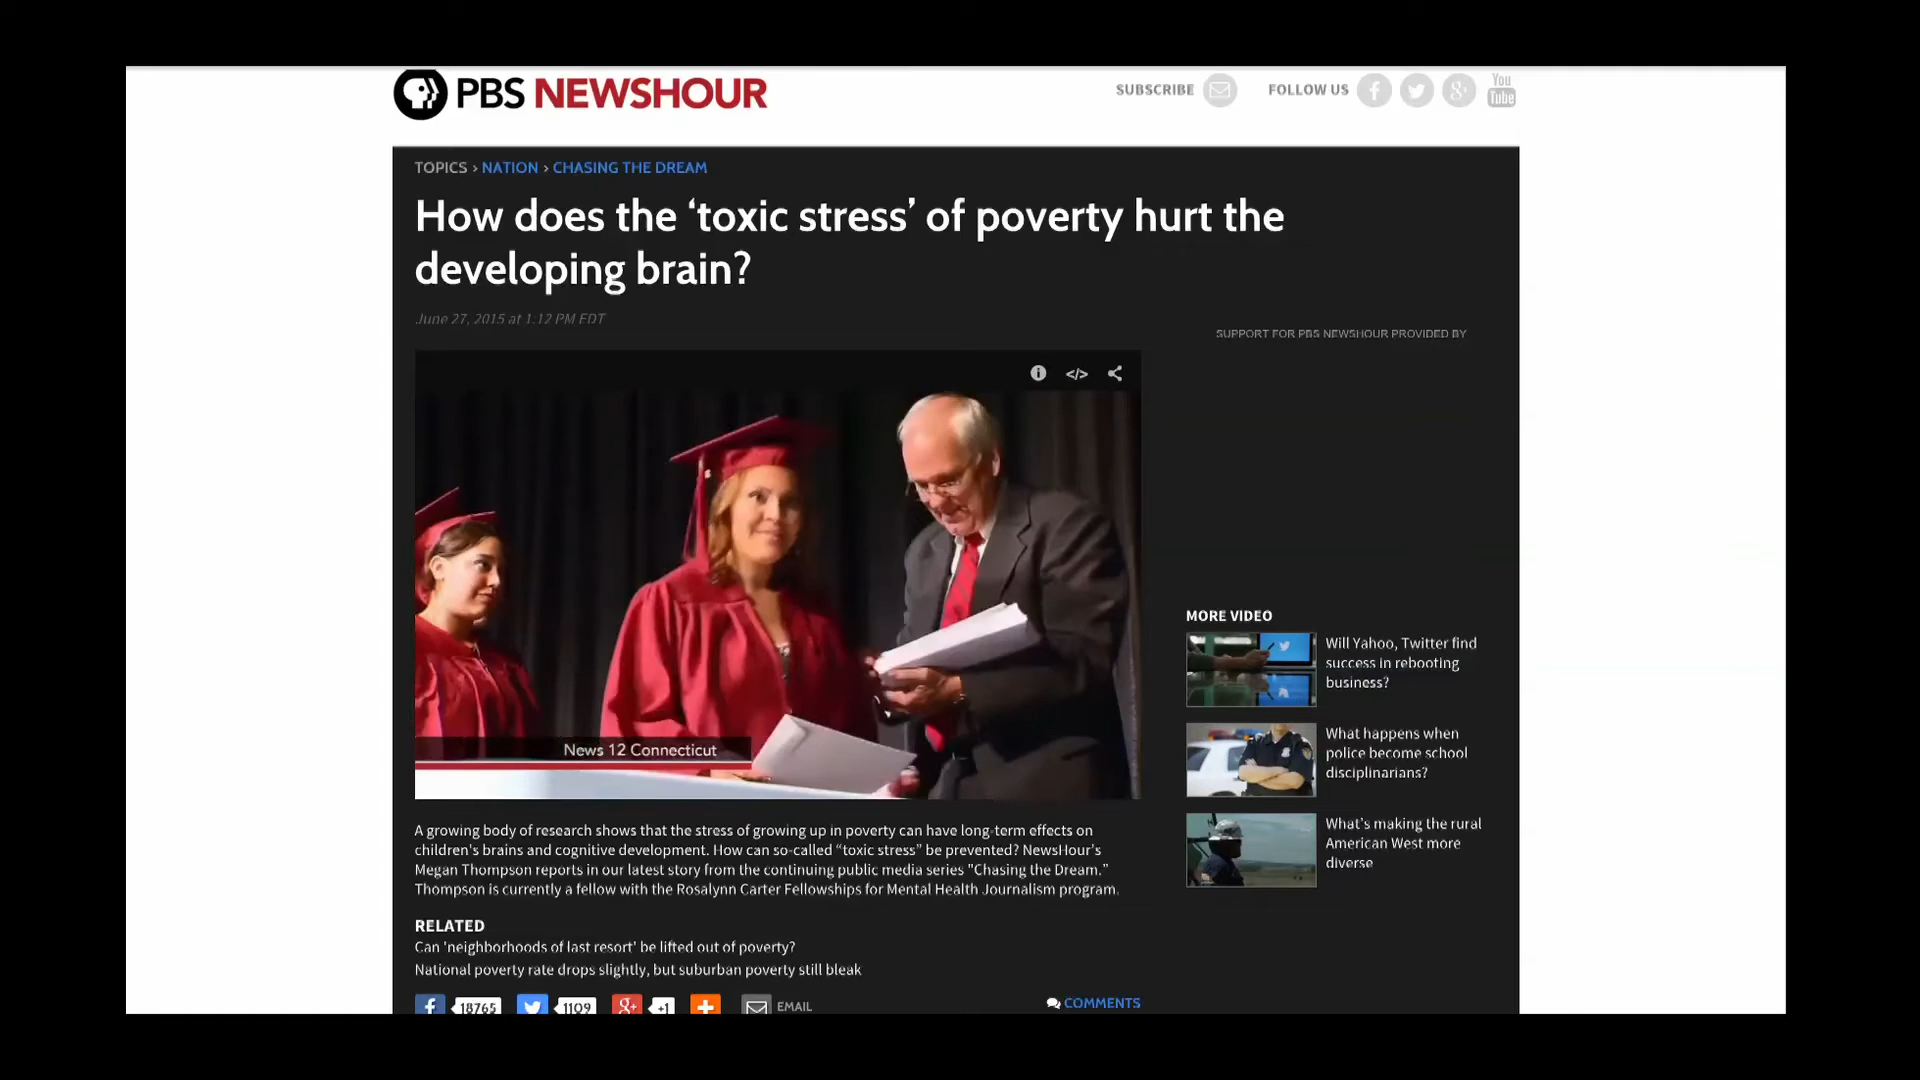 PBS NEWSHOUR
SUBSCRIBE
FOLLOW US
You
Tube
TOPICS › NATION › CHASING THE DREAM
How does the ‘toxic stress’ of poverty hurt the
developing brain?
June 27, 2015 at 1:12 PM EDT
SUPPORT FOR PBS NEWSHOUR PROVIDED BY
News 12 Connecticut
MORE VIDEO
Will Yahoo, Twitter find
success in rebooting
business?
What happens when
police become school
disciplinarians?
What’s making the rural
American West more
diverse
A growing body of research shows that the stress of growing up in poverty can have long-term effects on
children's brains and cognitive development. How can so-called “toxic stress” be prevented? NewsHour’s
Megan Thompson reports in our latest story from the continuing public media series "Chasing the Dream.”
Thompson is currently a fellow with the Rosalynn Carter Fellowships for Mental Health Journalism program.
RELATED
Can 'neighborhoods of last resort' be lifted out of poverty?
National poverty rate drops slightly, but suburban poverty still bleak
18765
1109
+1
EMAIL
COMMENTS